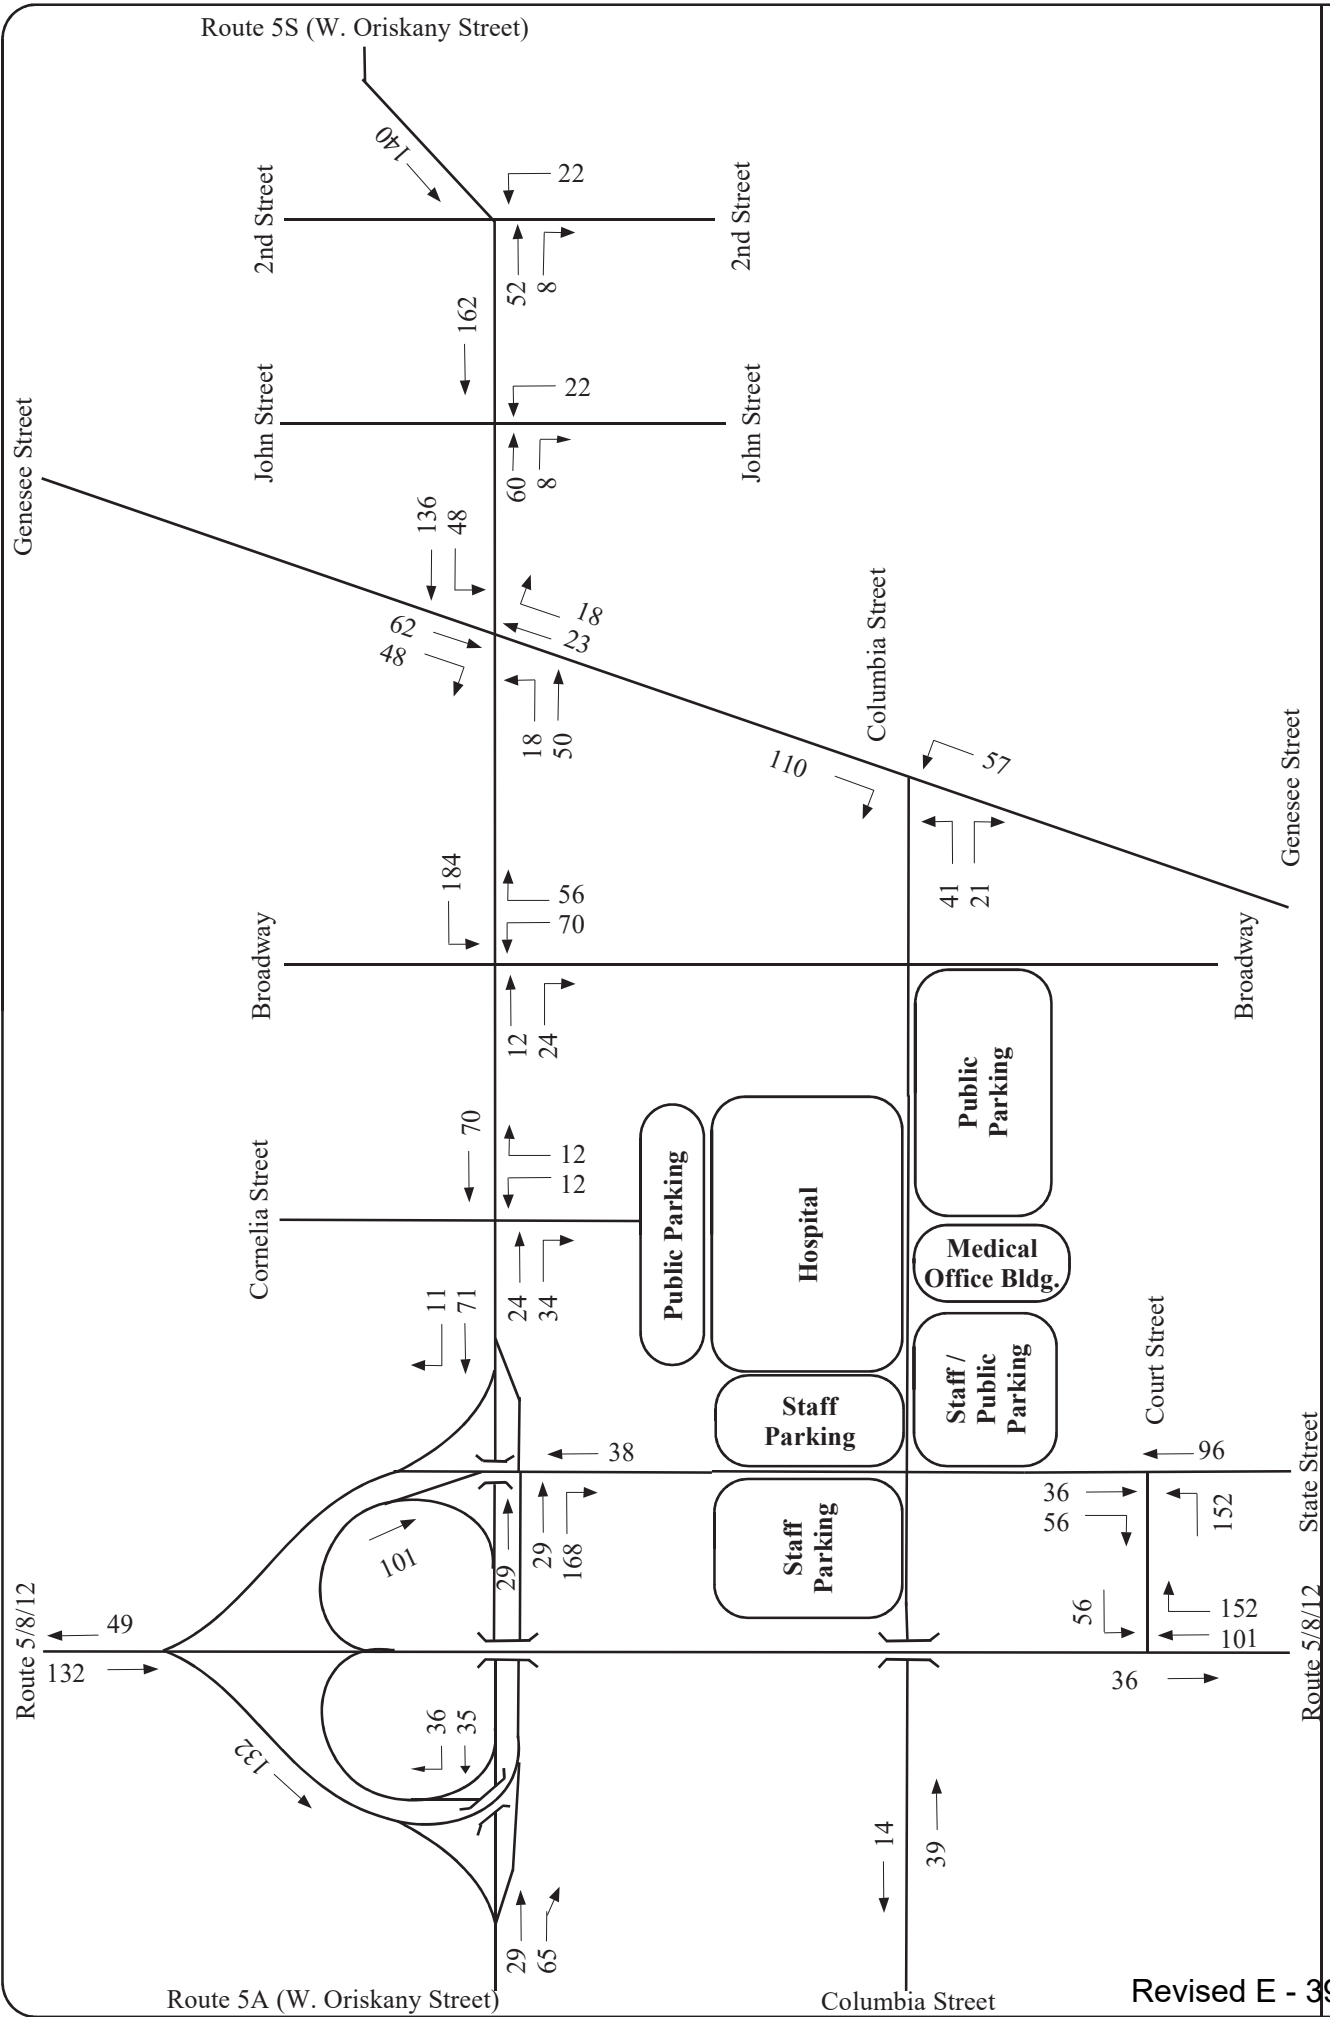 Route 5S (W. Oriskany Street)
140
22
2nd Street
2nd Street
52
8
162
22
John Street
John Street
60
8
Genesee Street
136
48
18
23
62
48
18
50
Columbia Street
110
57
Genesee Street
41
21
184
56
70
Broadway
Broadway
12
24
Public
Parking
70
12
12
Cornelia Street
Public Parking
Hospital
Medical
Office Bldg.
24
34
11
71
Staff /
Public
Parking
Court Street
Staff
Parking
38
96
State Street
36
56
152
29
168
29
101
Staff
Parking
Route 5/8/12
49
132
56
152
101
36
Route 5/8/12
36
35
132
14
39
29
65
Route 5A (W. Oriskany Street)
Columbia Street
Revised E - 39